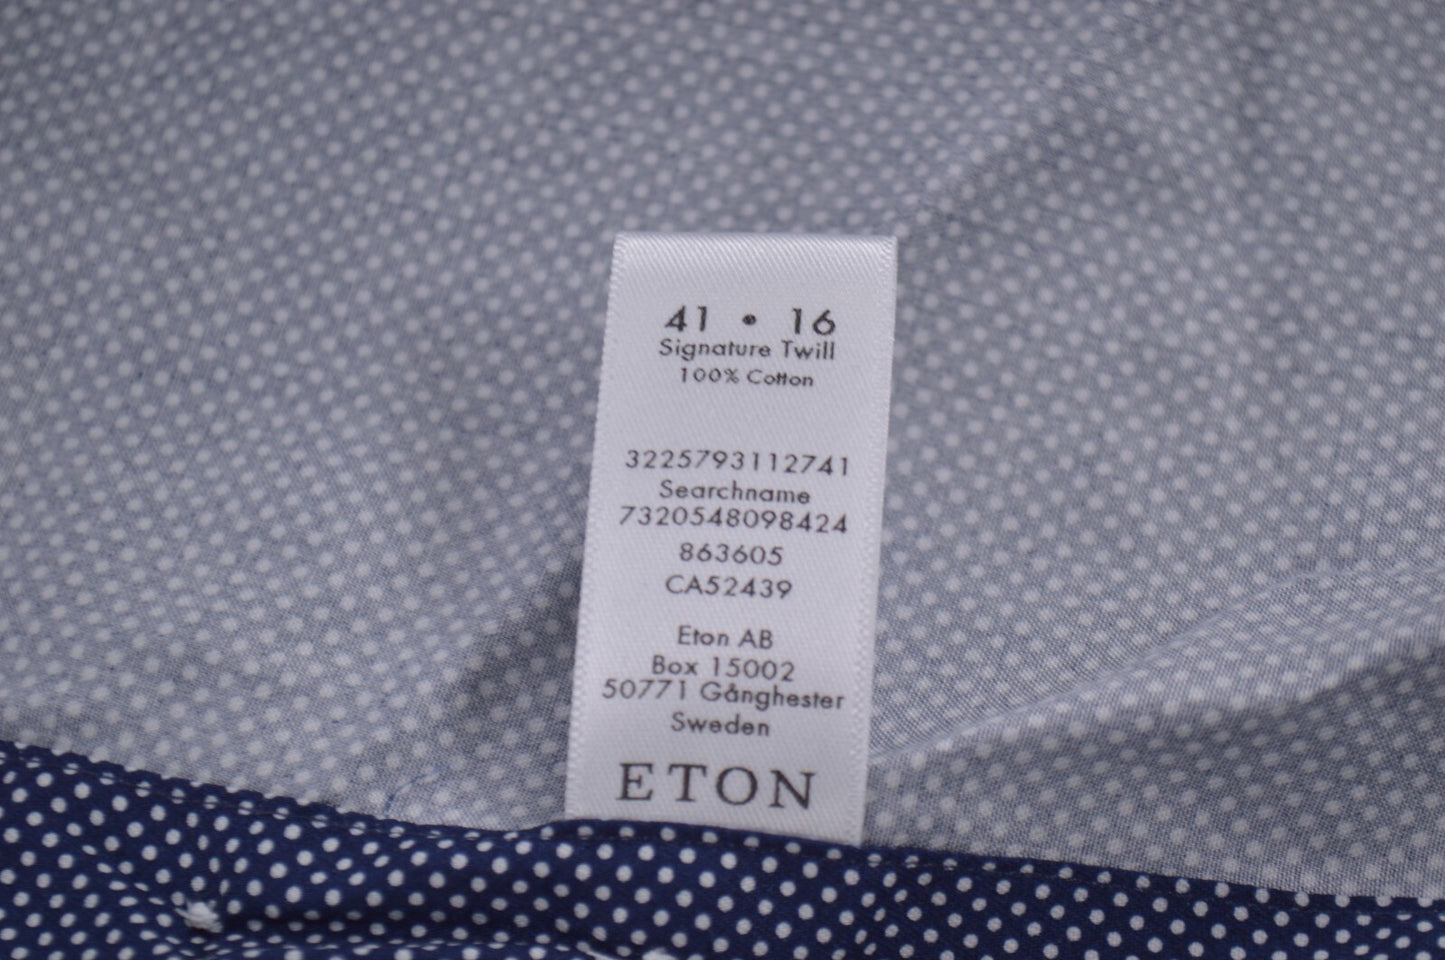 41 • 16
Signature Twill
100% Cotton
3225793112741
Searchname
7320548098424
863605
CA52439
Eton AB
Box 15002
50771 Gånghester
Sweden
ETON